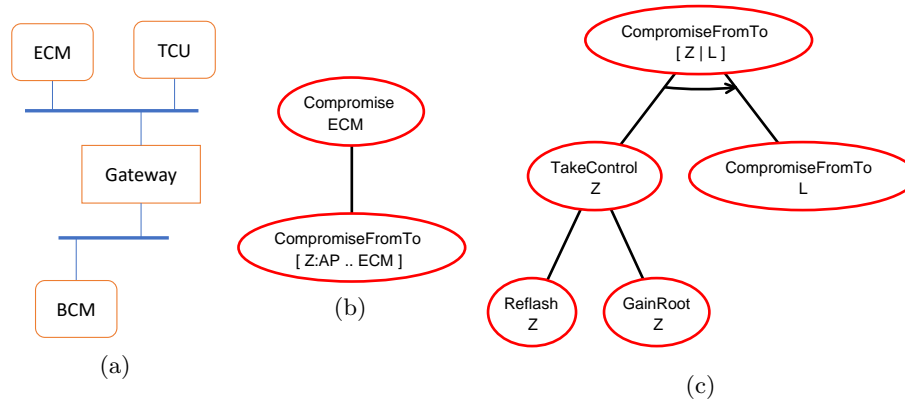 ECM
TCU
Gateway
BCM
(a)
Compromise
ECM
CompromiseFromTo
[ Z:AP .. ECM ]
(b)
CompromiseFromTo
[ Z | L ]
TakeControl
Z
CompromiseFromTo
L
Reflash
Z
GainRoot
Z
(c)